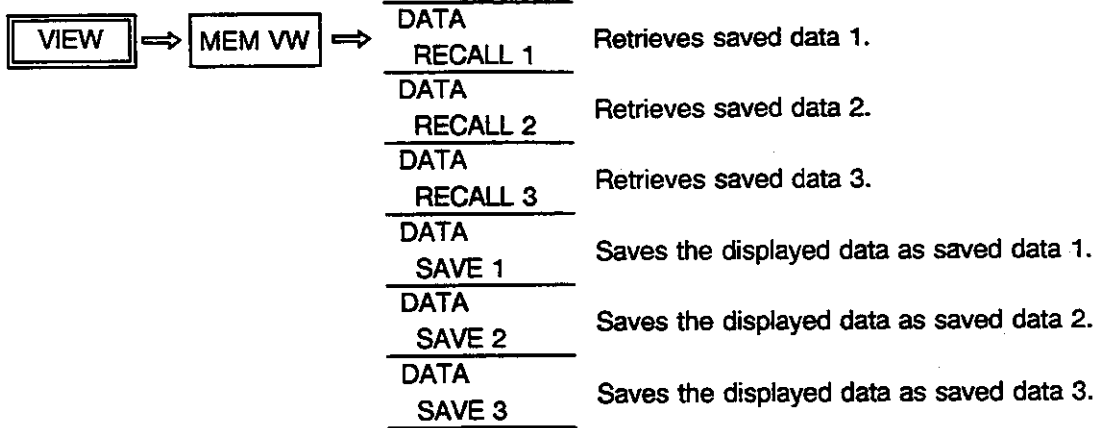 VIEW ⇒ MEM VW ⇒
DATA
RECALL 1 Retrieves saved data 1.
DATA
RECALL 2 Retrieves saved data 2.
DATA
RECALL 3 Retrieves saved data 3.
DATA
SAVE 1 Saves the displayed data as saved data 1.
DATA
SAVE 2 Saves the displayed data as saved data 2.
DATA
SAVE 3 Saves the displayed data as saved data 3.